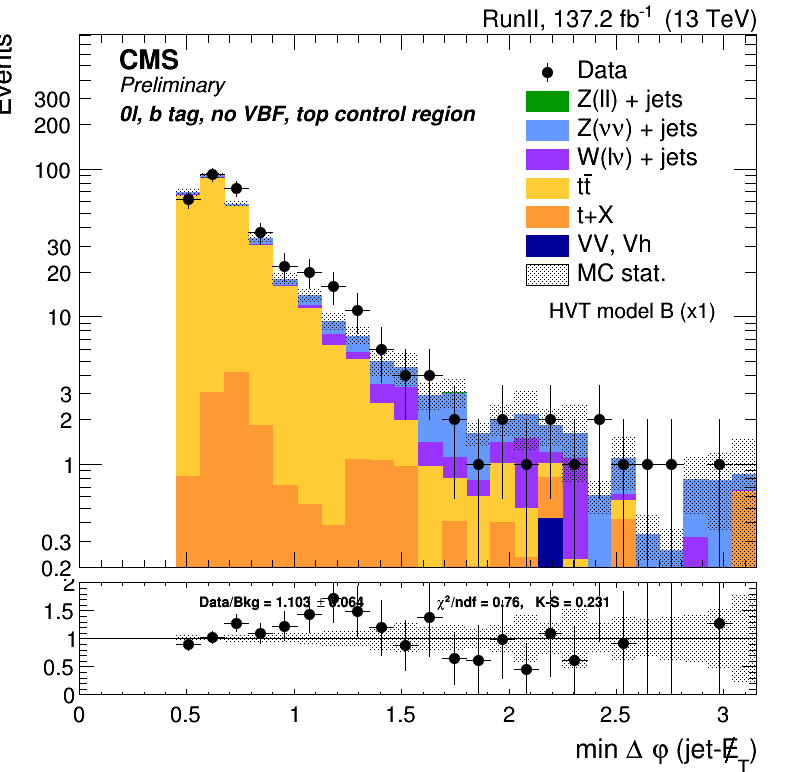 RunII, 137.2 fb⁻¹ (13 TeV)
Events
CMS
Preliminary
0l, b tag, no VBF, top control region
Data
Z(ll) + jets
Z(νν) + jets
W(lν) + jets
tt̄
t+X
VV, Vh
MC stat.
HVT model B (x1)
300
200
100
30
20
10
3
2
1
0.3
0.2
Data/Bkg = 1.103 ± 0.064
χ²/ndf = 0.76, K-S = 0.231
2
1.5
1
0.5
0
0 0.5 1 1.5 2 2.5 3
min Δ φ (jet-E̸_T)